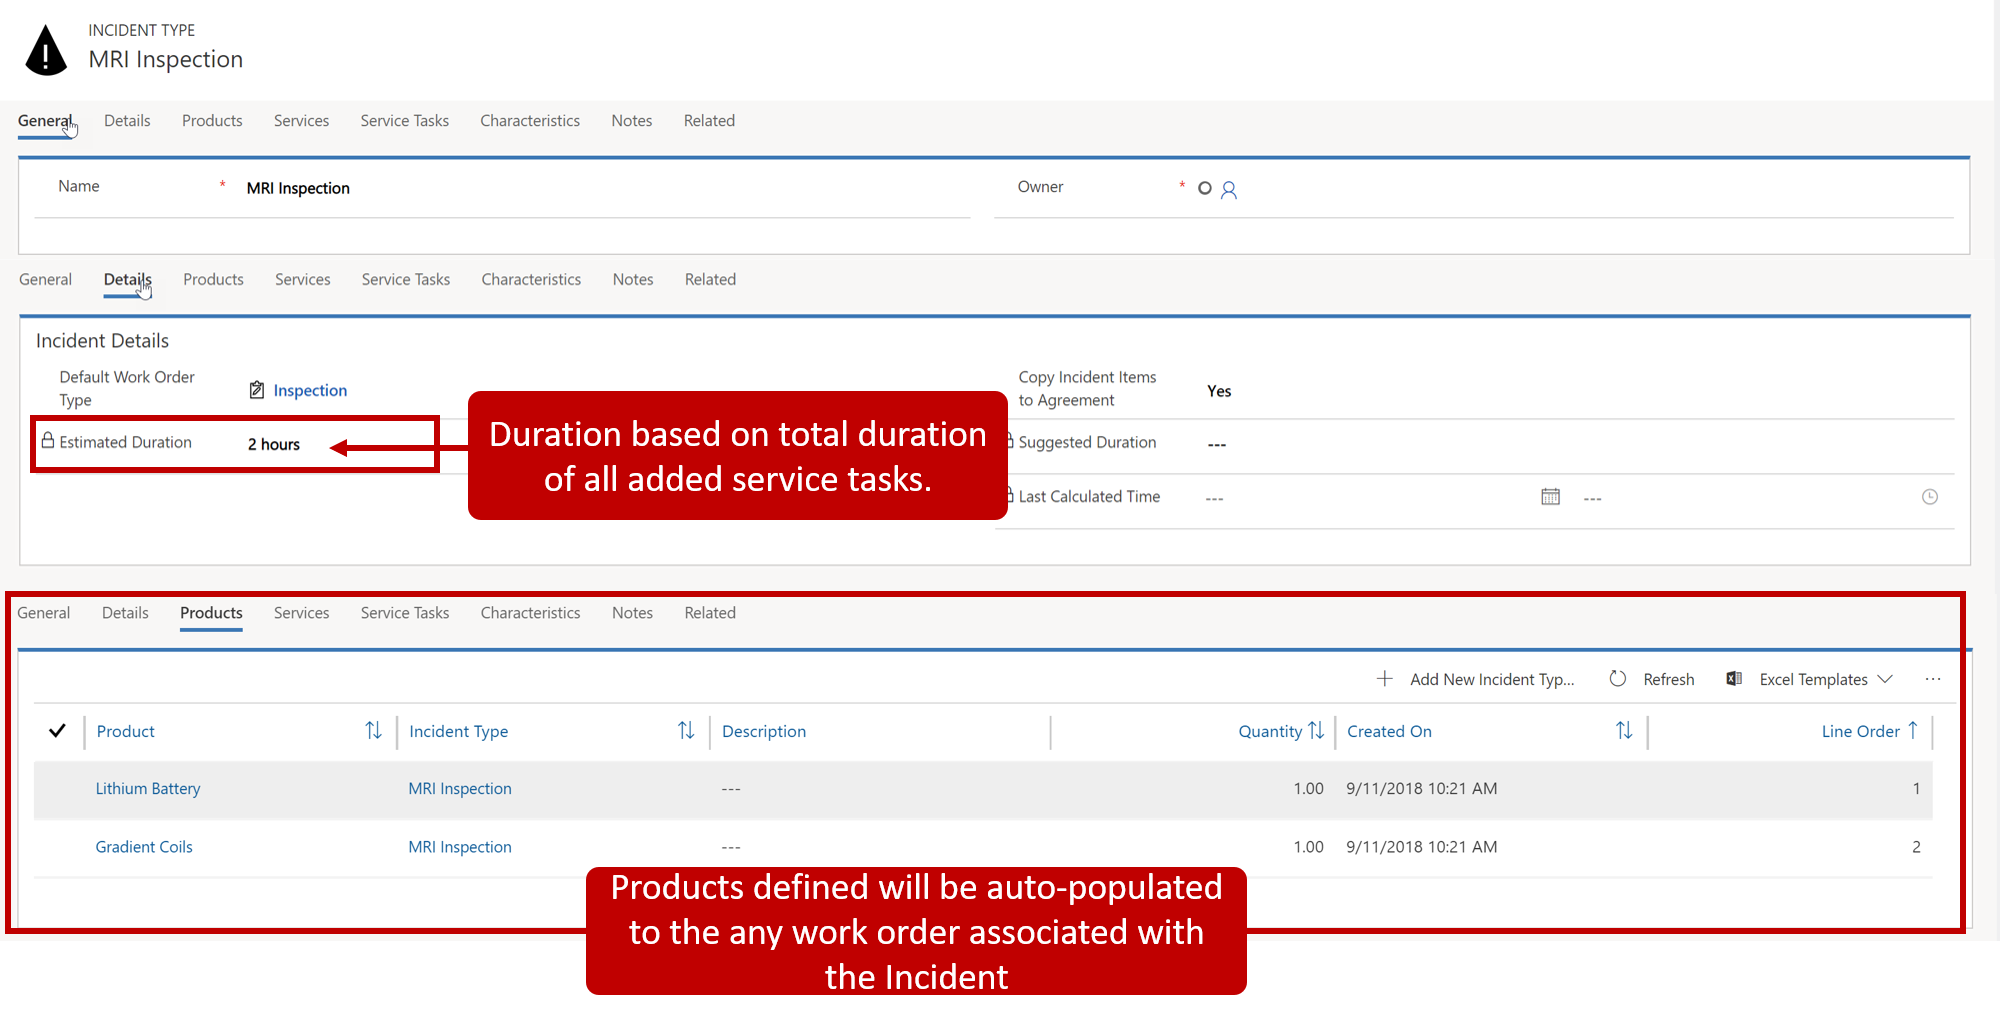 INCIDENT TYPE
MRI Inspection
General Details Products Services Service Tasks Characteristics Notes Related
Name * MRI Inspection Owner *
General Details Products Services Service Tasks Characteristics Notes Related
Incident Details
Default Work Order Type Inspection Copy Incident Items to Agreement Yes
Estimated Duration 2 hours Suggested Duration ---
Duration based on total duration
of all added service tasks.
Last Calculated Time --- ---
General Details Products Services Service Tasks Characteristics Notes Related
Add New Incident Typ... Refresh Excel Templates ...
Product Incident Type Description Quantity Created On Line Order
Lithium Battery MRI Inspection --- 1.00 9/11/2018 10:21 AM 1
Gradient Coils MRI Inspection --- 1.00 9/11/2018 10:21 AM 2
Products defined will be auto-populated
to the any work order associated with
the Incident